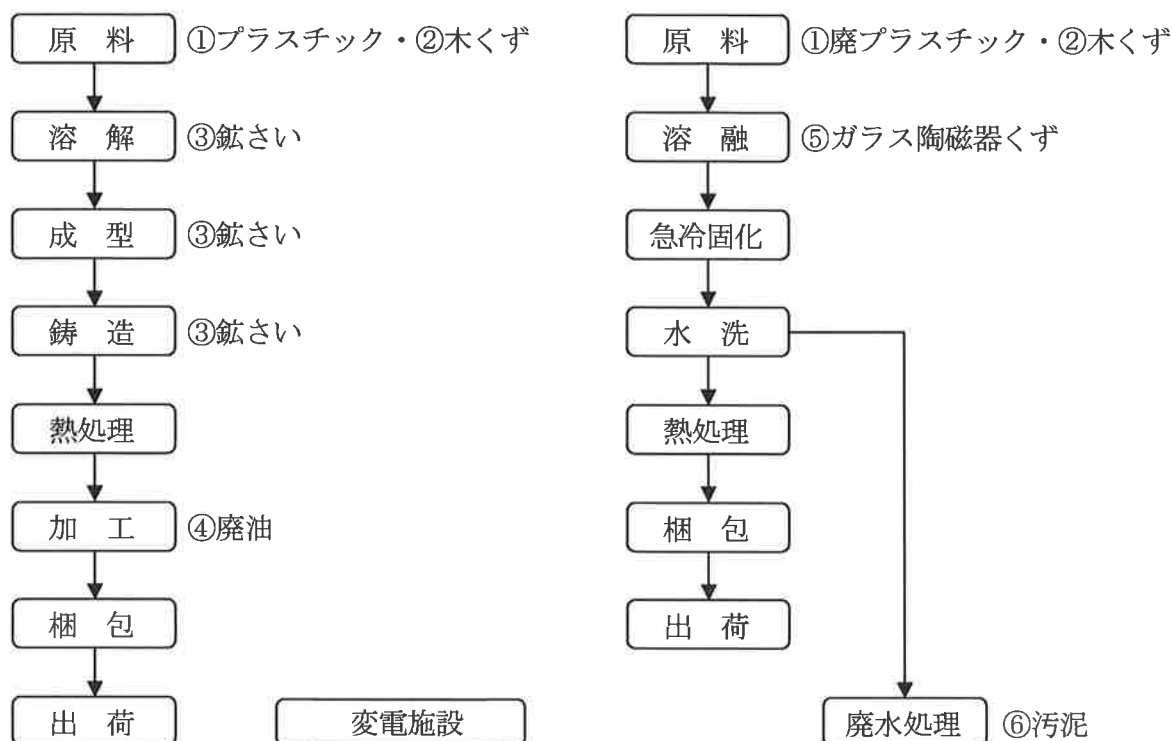 原 料 ①プラスチック・②木くず
溶 解 ③鉱さい
成 型 ③鉱さい
鋳 造 ③鉱さい
熱処理
加 工 ④廃油
梱 包
出 荷
変電施設
原 料 ①廃プラスチック・②木くず
溶 融 ⑤ガラス陶磁器くず
急冷固化
水 洗
熱処理
梱 包
出 荷
廃水処理 ⑥汚泥